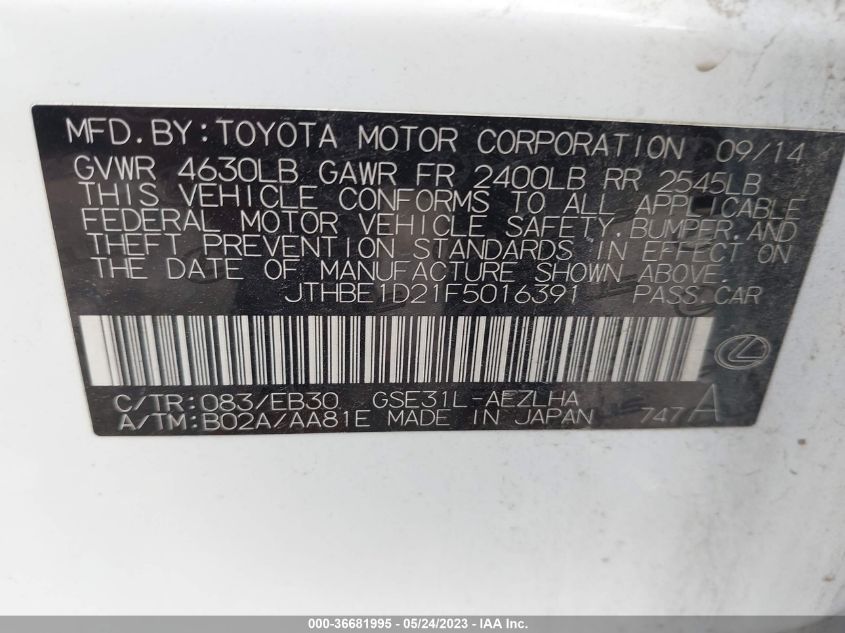 MFD. BY: TOYOTA MOTOR CORPORATION 09/14
GVWR 4630LB GAWR FR 2400LB RR 2545LB
THIS VEHICLE CONFORMS TO ALL APPLICABLE
FEDERAL MOTOR VEHICLE SAFETY, BUMPER, AND
THEFT PREVENTION STANDARDS IN EFFECT ON
THE DATE OF MANUFACTURE SHOWN ABOVE.
JTHBE1D21F5016391 PASS. CAR
C/TR: 083/EB30 GSE31L-AEZLHA
A/TM: B02A/AA81E MADE IN JAPAN 747 A
000-36681995 - 05/24/2023 - IAA Inc.